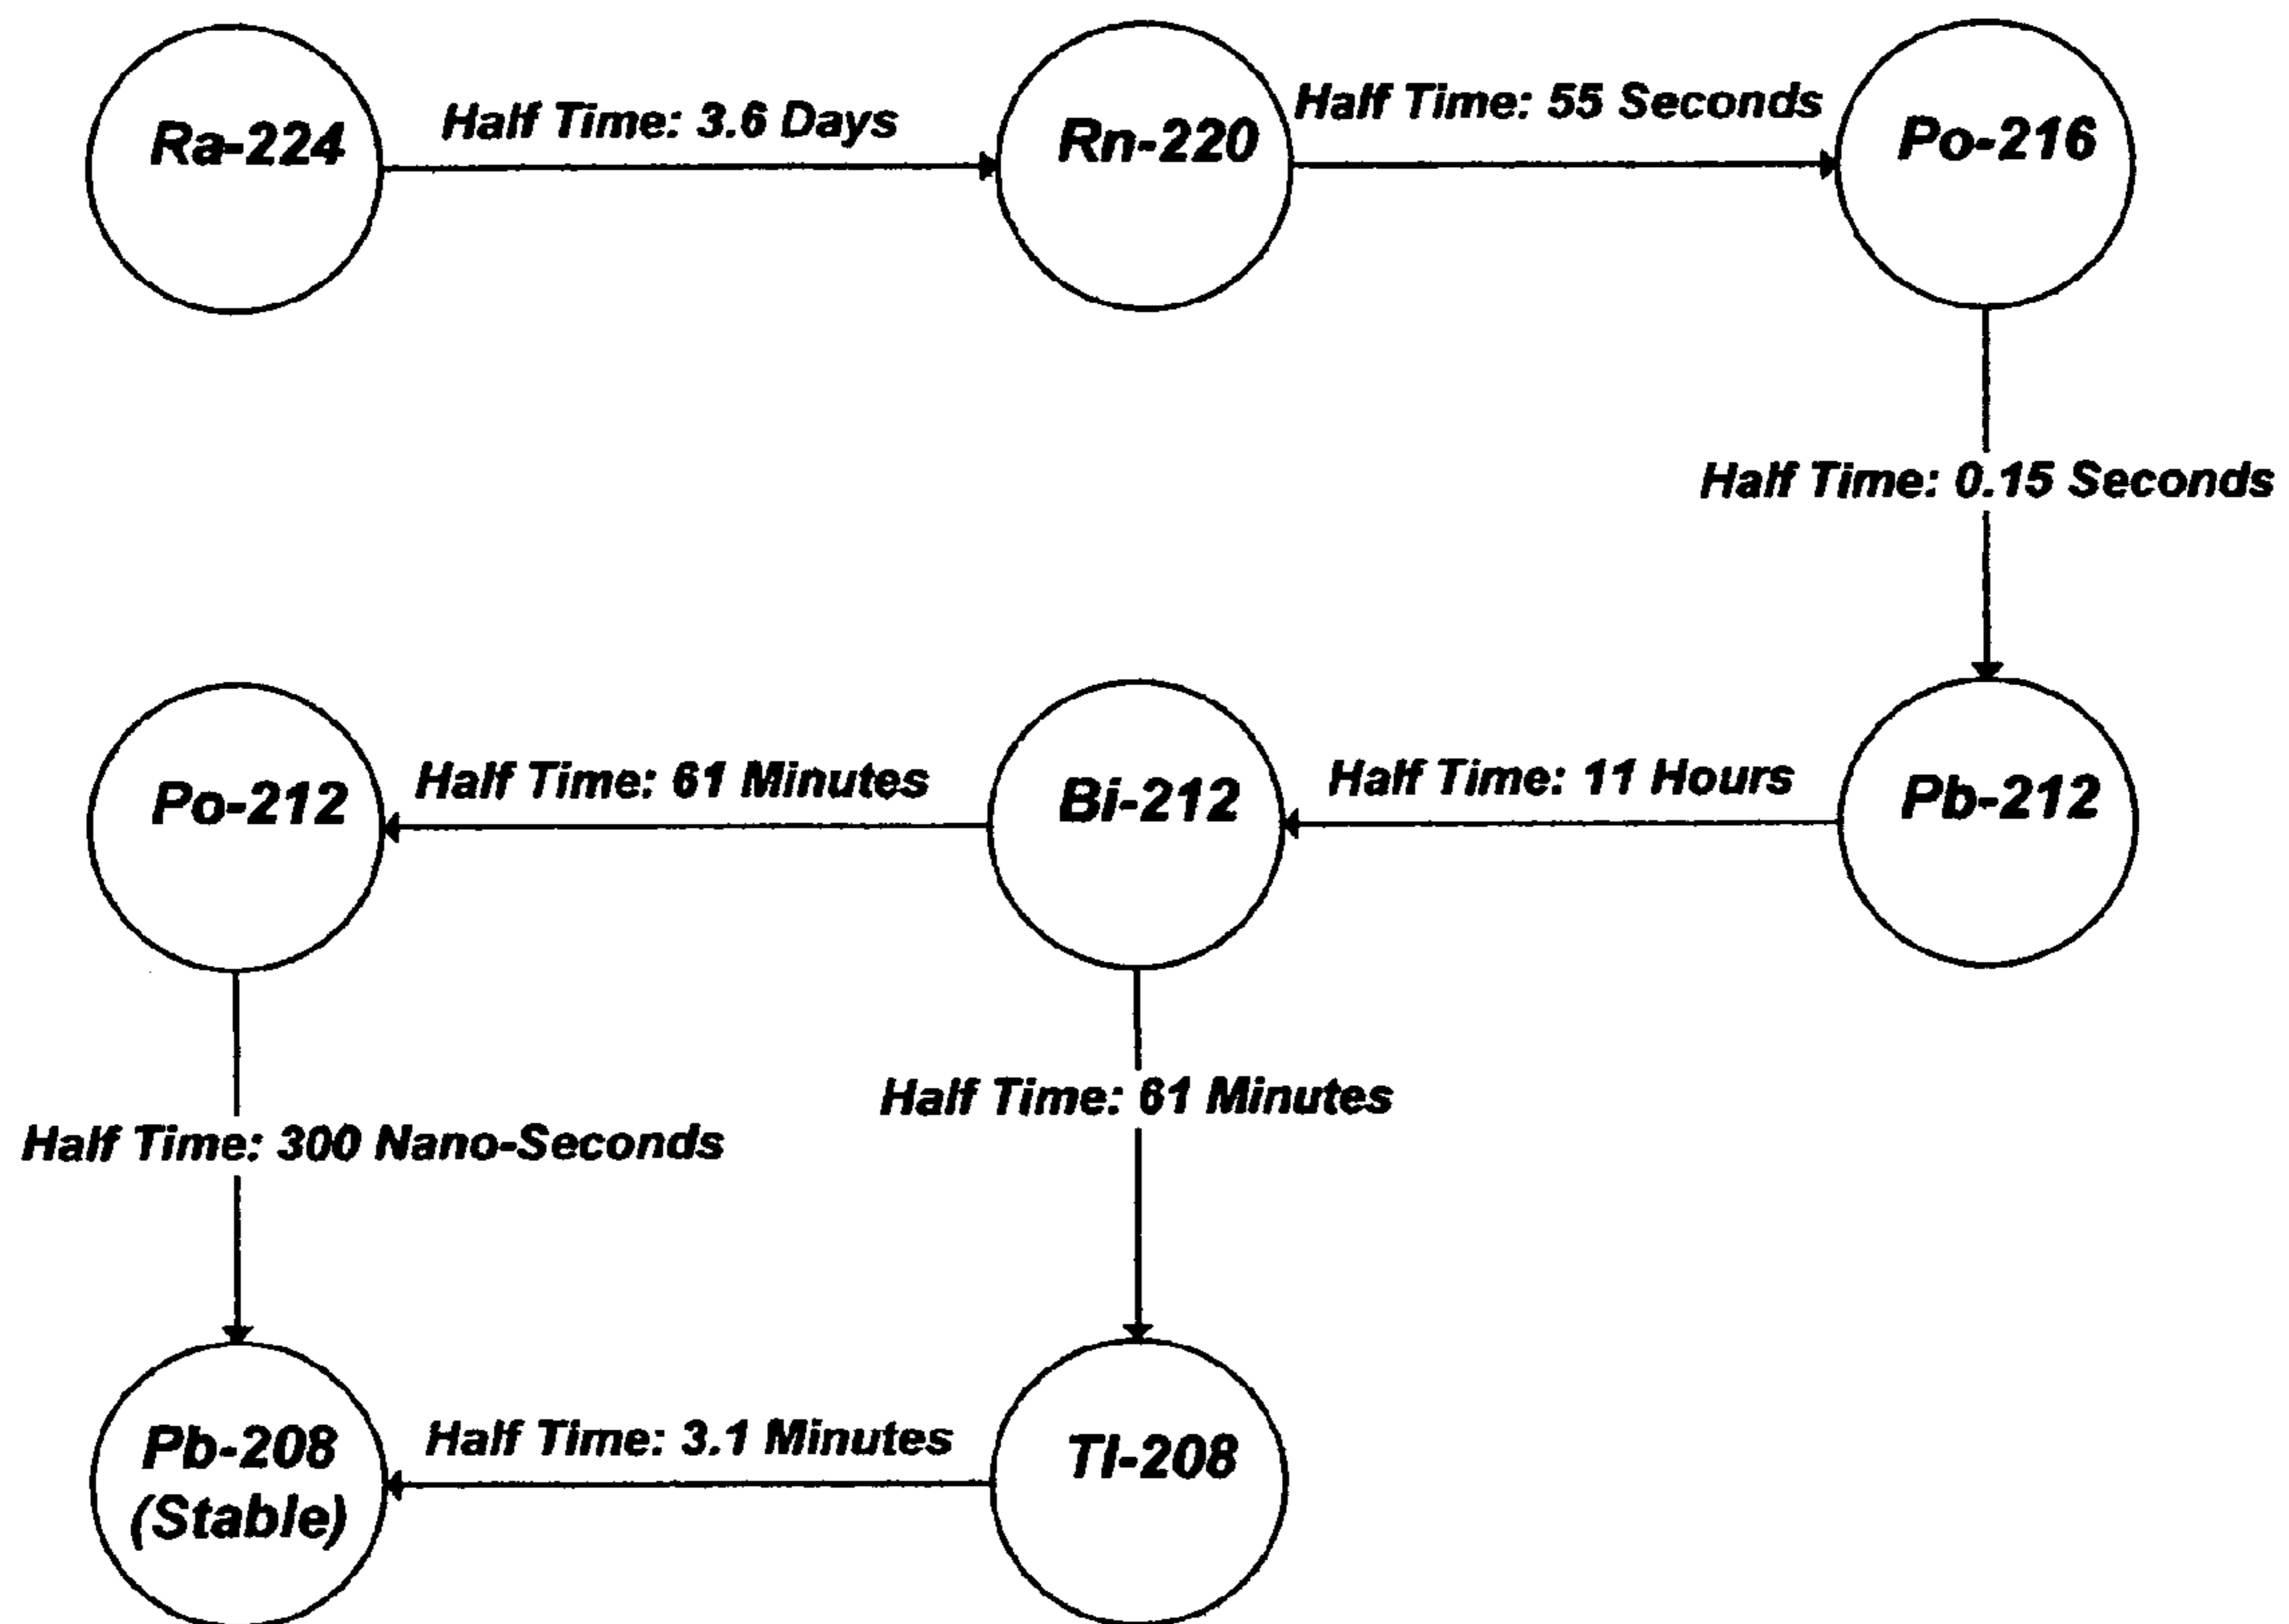 Ra-224
Half Time: 3.6 Days
Rn-220
Half Time: 55 Seconds
Po-216
Half Time: 0.15 Seconds
Po-212
Half Time: 61 Minutes
Bi-212
Half Time: 11 Hours
Pb-212
Half Time: 61 Minutes
Half Time: 300 Nano-Seconds
Pb-208
(Stable)
Half Time: 3.1 Minutes
Tl-208